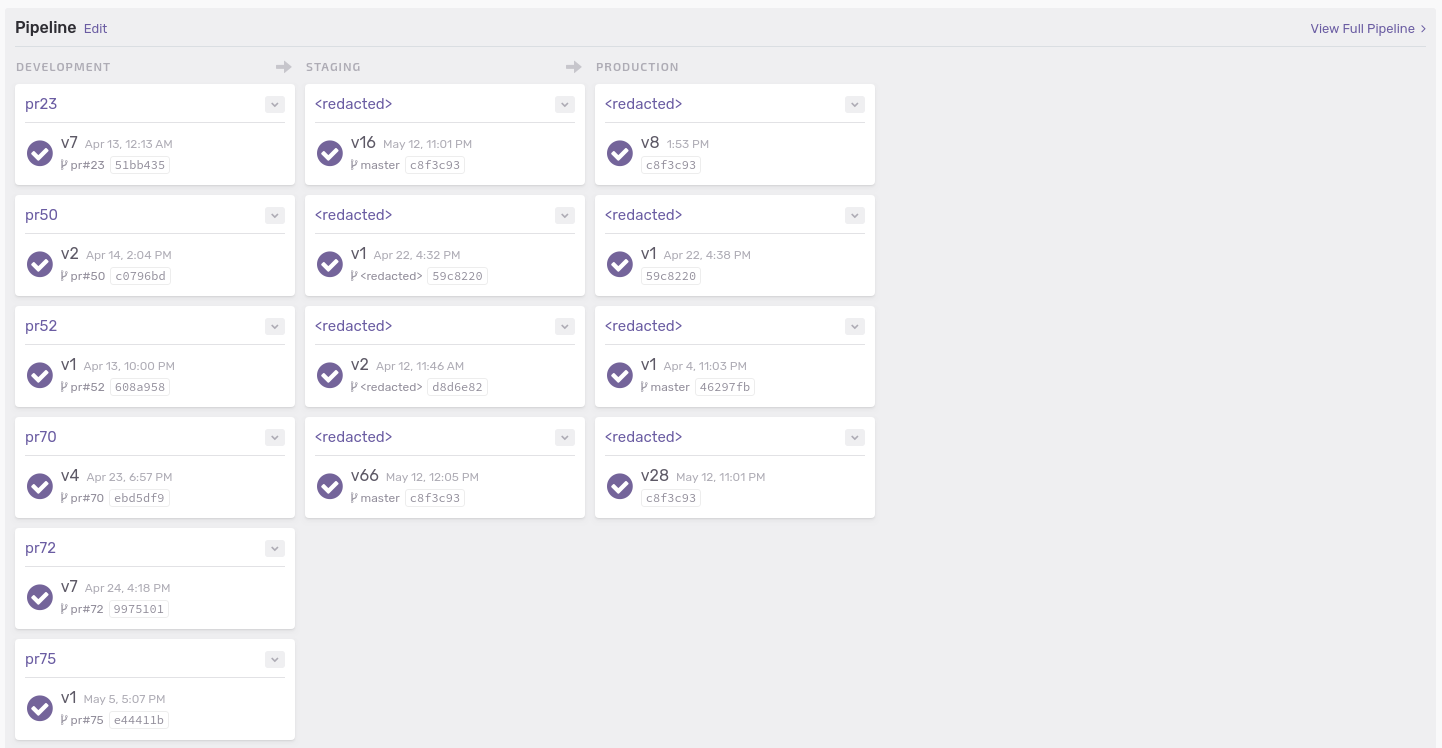 Pipeline Edit
View Full Pipeline >
DEVELOPMENT
pr23
v7 Apr 13, 12:13 AM
pr#23 51bb435
pr50
v2 Apr 14, 2:04 PM
pr#50 c0796bd
pr52
v1 Apr 13, 10:00 PM
pr#52 608a958
pr70
v4 Apr 23, 6:57 PM
pr#70 ebd5df9
pr72
v7 Apr 24, 4:18 PM
pr#72 9975101
pr75
v1 May 5, 5:07 PM
pr#75 e44411b
STAGING
<redacted>
v16 May 12, 11:01 PM
master c8f3c93
<redacted>
v1 Apr 22, 4:32 PM
<redacted> 59c8220
<redacted>
v2 Apr 12, 11:46 AM
<redacted> d8d6e82
<redacted>
v66 May 12, 12:05 PM
master c8f3c93
PRODUCTION
<redacted>
v8 1:53 PM
c8f3c93
<redacted>
v1 Apr 22, 4:38 PM
59c8220
<redacted>
v1 Apr 4, 11:03 PM
master 46297fb
<redacted>
v28 May 12, 11:01 PM
c8f3c93